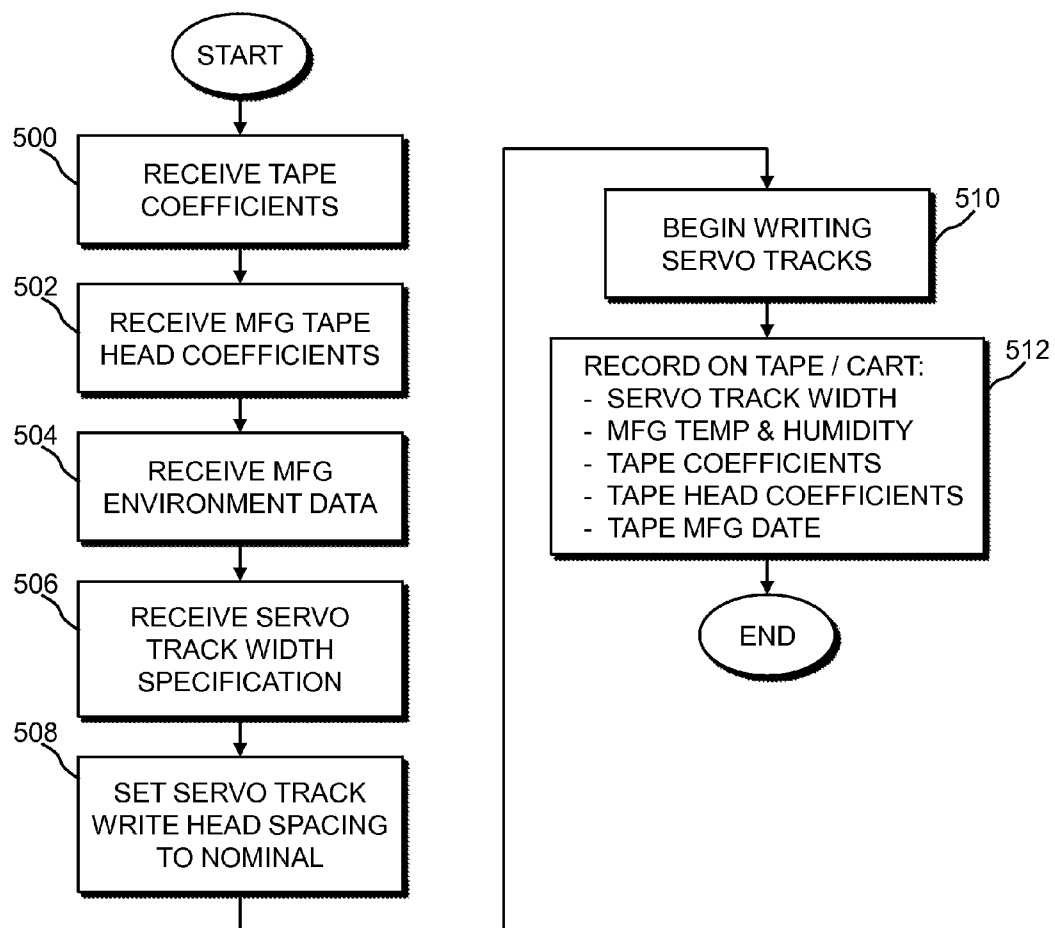 START
500
RECEIVE TAPE
COEFFICIENTS
502
RECEIVE MFG TAPE
HEAD COEFFICIENTS
504
RECEIVE MFG
ENVIRONMENT DATA
506
RECEIVE SERVO
TRACK WIDTH
SPECIFICATION
508
SET SERVO TRACK
WRITE HEAD SPACING
TO NOMINAL
510
BEGIN WRITING
SERVO TRACKS
512
RECORD ON TAPE / CART:
- SERVO TRACK WIDTH
- MFG TEMP & HUMIDITY
- TAPE COEFFICIENTS
- TAPE HEAD COEFFICIENTS
- TAPE MFG DATE
END